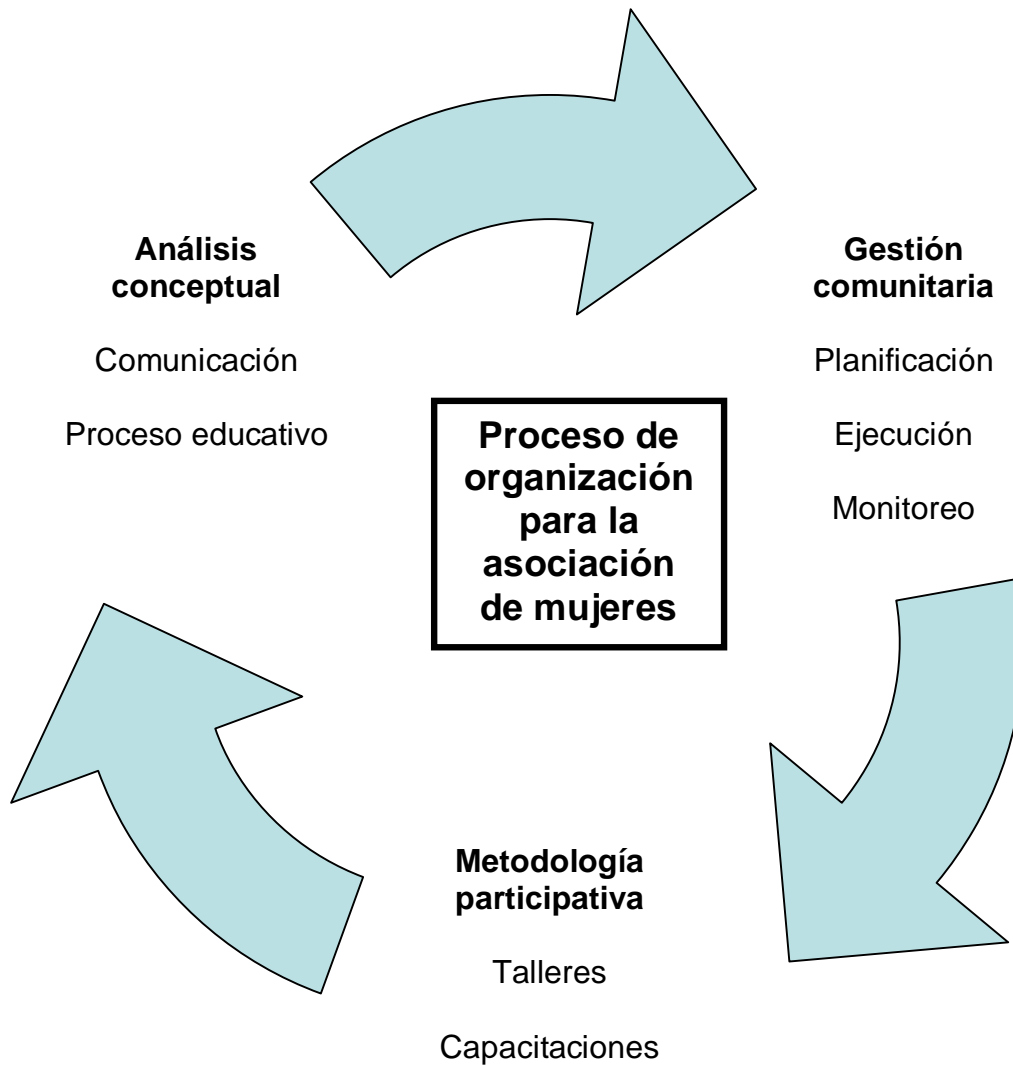 Análisis
conceptual
Comunicación
Proceso educativo
Gestión
comunitaria
Planificación
Ejecución
Monitoreo
Proceso de
organización
para la
asociación
de mujeres
Metodología
participativa
Talleres
Capacitaciones